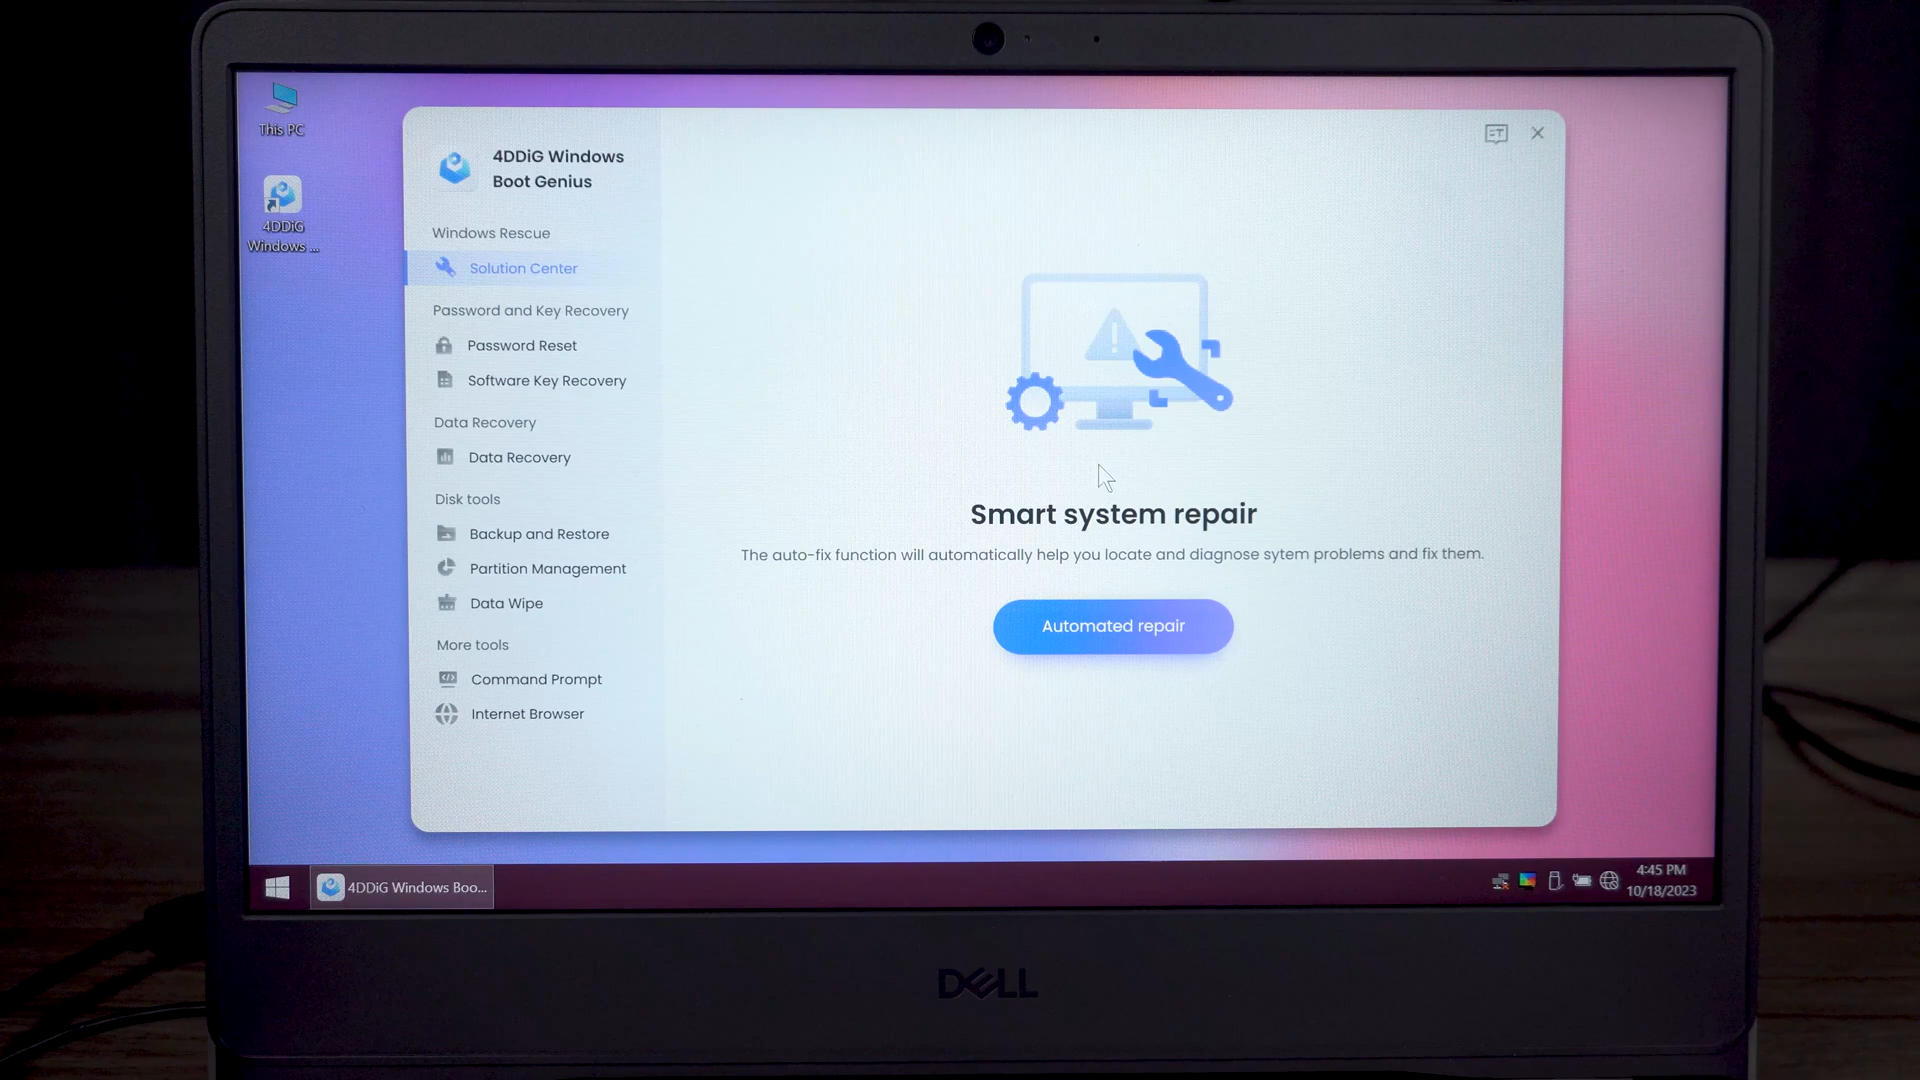 This PC
4DDiG
Windows ...
4DDiG Windows
Boot Genius
Windows Rescue
Solution Center
Password and Key Recovery
Password Reset
Software Key Recovery
Data Recovery
Data Recovery
Disk tools
Backup and Restore
Partition Management
Data Wipe
More tools
Command Prompt
Internet Browser
Smart system repair
The auto-fix function will automatically help you locate and diagnose sytem problems and fix them.
Automated repair
4DDiG Windows Boo...
4:45 PM
10/18/2023
DELL